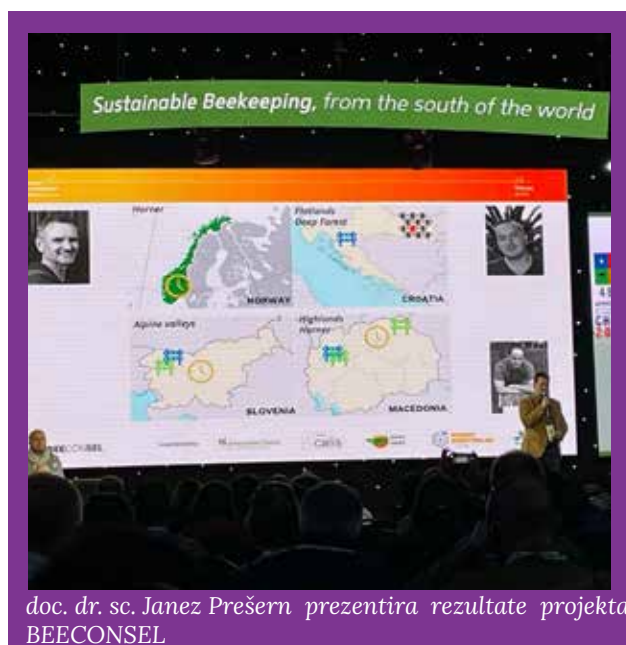 Sustainable Beekeeping, from the south of the world
Horner
NORWAY
Flatlands
Deep Forest
CROATIA
Alpine valleys
SLOVENIA
Highlands
Horner
MACEDONIA
BEECONSEL
doc. dr. sc. Janez Prešern prezentira rezultate projekta
BEECONSEL